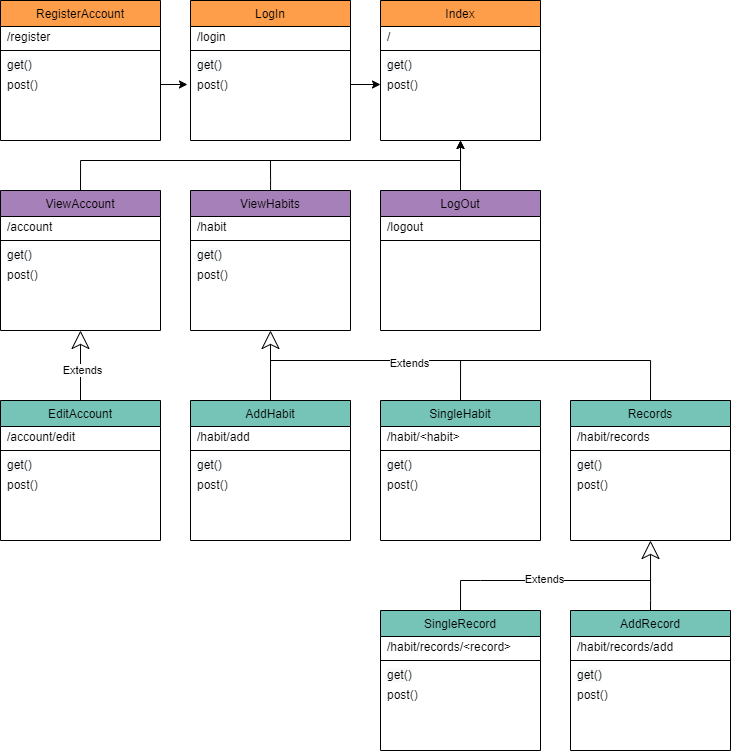 RegisterAccount
/register
get()
post()
LogIn
/login
get()
post()
Index
/
get()
post()
ViewAccount
/account
get()
post()
ViewHabits
/habit
get()
post()
LogOut
/logout
Extends
Extends
EditAccount
/account/edit
get()
post()
AddHabit
/habit/add
get()
post()
SingleHabit
/habit/<habit>
get()
post()
Records
/habit/records
get()
post()
Extends
SingleRecord
/habit/records/<record>
get()
post()
AddRecord
/habit/records/add
get()
post()